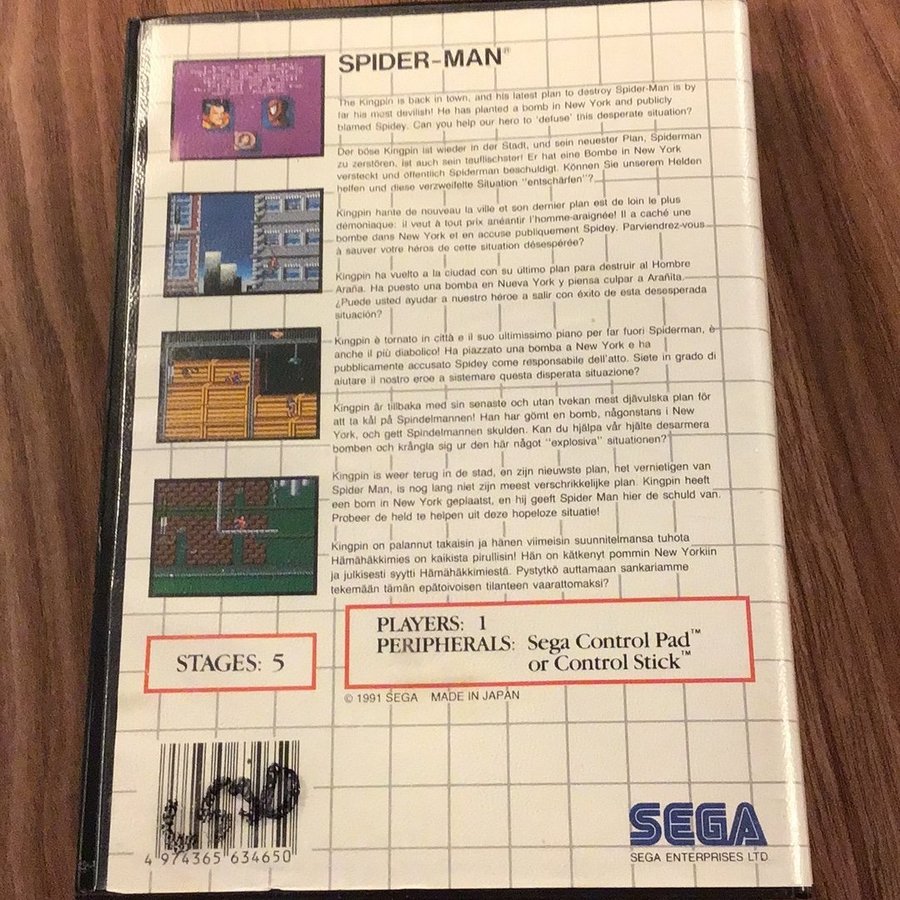 SPIDER-MAN®
The Kingpin is back in town, and his latest plan to destroy Spider-Man is by
far his most devilish! He has planted a bomb in New York and publicly
blamed Spidey. Can you help our hero to 'defuse' this desperate situation?
Der böse Kingpin ist wieder in der Stadt, und sein neuester Plan, Spiderman
zu zerstören, ist auch sein teuflischster! Er hat eine Bombe in New York
versteckt und öffentlich Spiderman beschuldigt. Können Sie unserem Helden
helfen und diese verzweifelte Situation "entschärfen"?
Kingpin hante de nouveau la ville et son dernier plan est de loin le plus
démoniaque: il veut à tout prix anéantir l'homme-araignée! Il a caché une
bombe dans New York et en accuse publiquement Spidey. Parviendrez-vous
à sauver votre héros de cette situation désespérée?
Kingpin ha vuelto a la ciudad con su último plan para destruir al Hombre
Araña. Ha puesto una bomba en Nueva York y piensa culpar a Arañita.
¿Puede usted ayudar a nuestro héroe a salir con éxito de esta desesperada
situación?
Kingpin è tornato in città e il suo ultimissimo piano per far fuori Spiderman, è
anche il più diabolico! Ha piazzato una bomba a New York e ha
pubblicamente accusato Spidey come responsabile dell'atto. Siete in grado di
aiutare il nostro eroe a sistemare questa disperata situazione?
Kingpin är tillbaka med sin senaste och utan tvekan mest djävulska plan för
att ta kål på Spindelmannen! Han har gömt en bomb, någonstans i New
York, och gett Spindelmannen skulden. Kan du hjälpa vår hjälte desarmera
bomben och krångla sig ur den här något "explosiva" situationen?
Kingpin is weer terug in de stad, en zijn nieuwste plan, het vernietigen van
Spider Man, is nog lang niet zijn meest verschrikkelijke plan. Kingpin heeft
een bom in New York geplaatst, en hij geeft Spider Man hier de schuld van.
Probeer de held te helpen uit deze hopeloze situatie!
Kingpin on palannut takaisin ja hänen viimeisin suunnitelmansa tuhota
Hämähäkkimies on kaikista pirullisin! Hän on kätkenyt pommin New Yorkiin
ja julkisesti syytti Hämähäkkimiestä. Pystytkö auttamaan sankariamme
tekemään tämän epätoivoisen tilanteen vaarattomaksi?
STAGES: 5
PLAYERS: 1
PERIPHERALS: Sega Control Pad™
or Control Stick™
© 1991 SEGA MADE IN JAPAN
4 974365 634650
SEGA
SEGA ENTERPRISES LTD